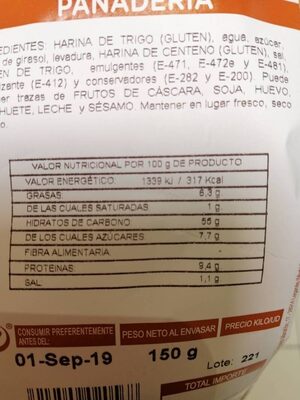 PANADERÍA
EDIENTES: HARINA DE TRIGO (GLUTEN), agua, azúcar
de girasol, levadura, HARINA DE CENTENO (GLUTEN), sal,
EN DE TRIGO, emulgentes (E-471, E-472e y E-481),
izante (E-412) y conservadores (E-282 y E-200). Puede
er trazas de FRUTOS DE CÁSCARA, SOJA, HUEVO,
HUETE, LECHE y SÉSAMO. Mantener en lugar fresco, seco
o.
VALOR NUTRICIONAL POR 100 g DE PRODUCTO
VALOR ENERGÉTICO: 1339 kJ / 317 Kcal
GRASAS: 6,3 g
DE LAS CUALES SATURADAS 1 g
HIDRATOS DE CARBONO 55 g
DE LOS CUALES AZÚCARES 7,7 g
FIBRA ALIMENTARIA
PROTEINAS: 9,4 g
SAL 1,1 g
CONSUMIR PREFERENTEMENTE
ANTES DEL:
PESO NETO AL ENVASAR
PRECIO KILO/UD
01-Sep-19
150 g
Lote: 221
TOTAL IMPORTE